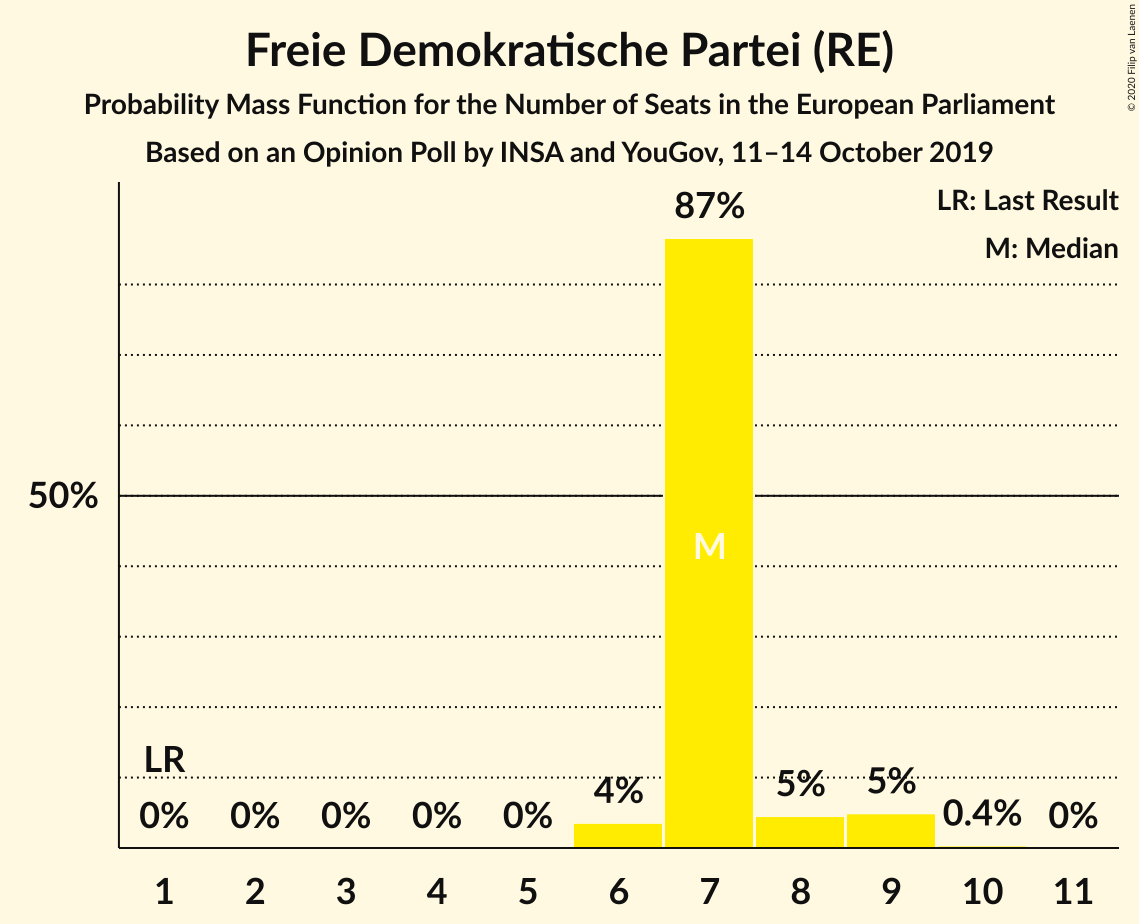 Freie Demokratische Partei (RE)
Probability Mass Function for the Number of Seats in the European Parliament
Based on an Opinion Poll by INSA and YouGov, 11–14 October 2019
© 2020 Filip van Laenen
LR: Last Result
M: Median
87%
50%
M
LR
0%
0%
0%
0%
0%
4%
5%
5%
0.4%
0%
1 2 3 4 5 6 7 8 9 10 11